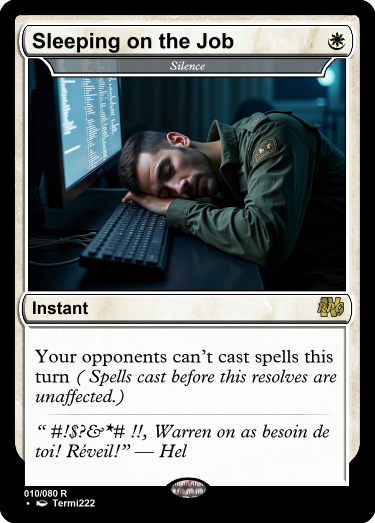 Sleeping on the Job
Silence
Instant
Your opponents can't cast spells this
turn ( Spells cast before this resolves are
unaffected.)
“ #!$?&*# !!, Warren on as besoin de
toi! Réveil!” — Hel
010/080 R
• Termi222